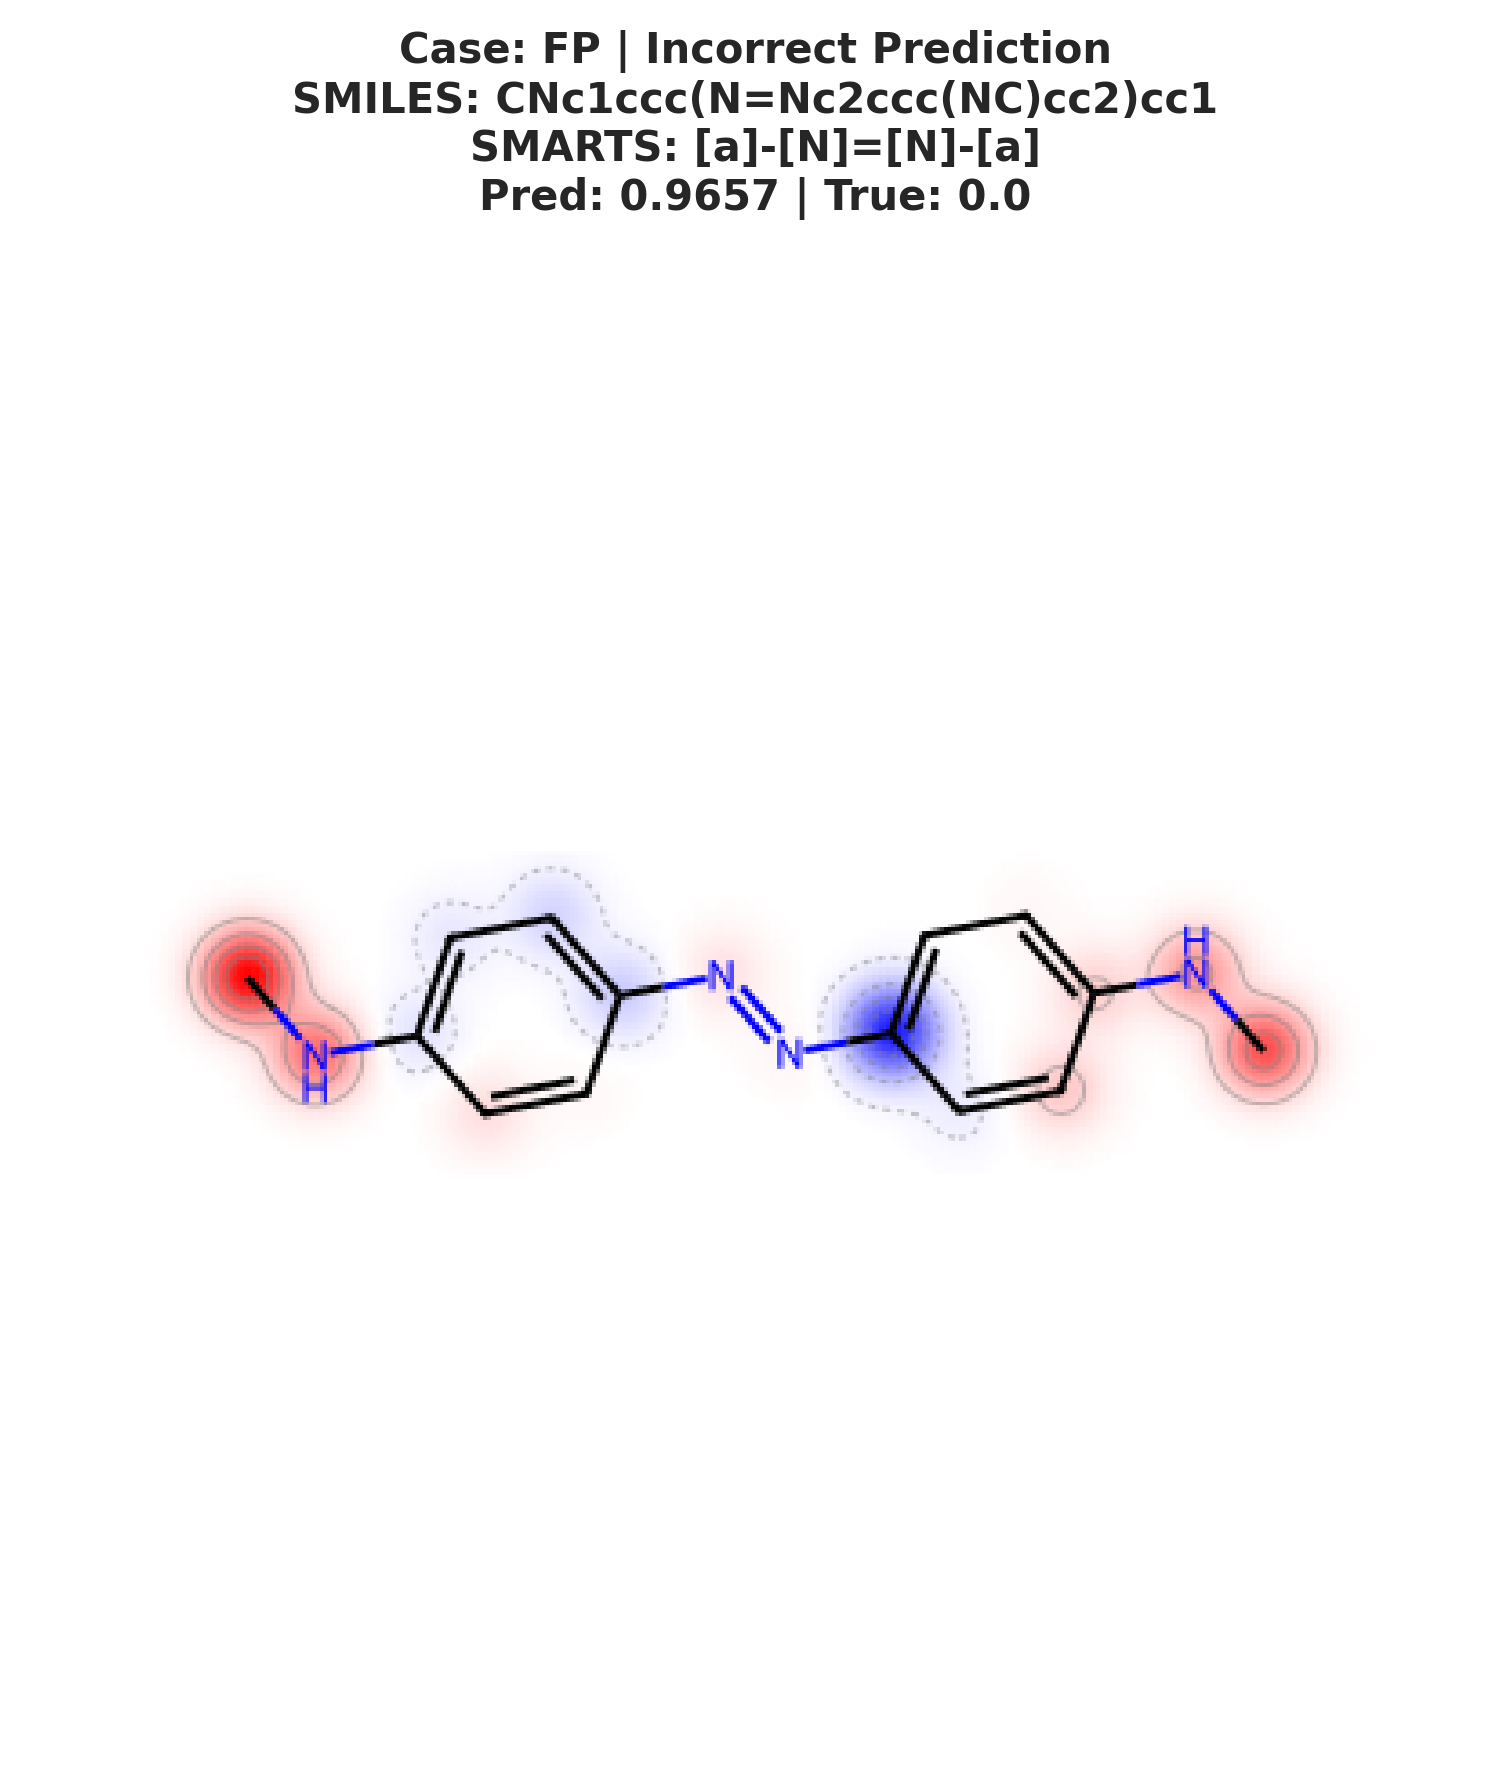 Case: FP | Incorrect Prediction
SMILES: CNc1ccc(N=Nc2ccc(NC)cc2)cc1
SMARTS: [a]-[N]=[N]-[a]
Pred: 0.9657 | True: 0.0
H
N
N
N
N
H